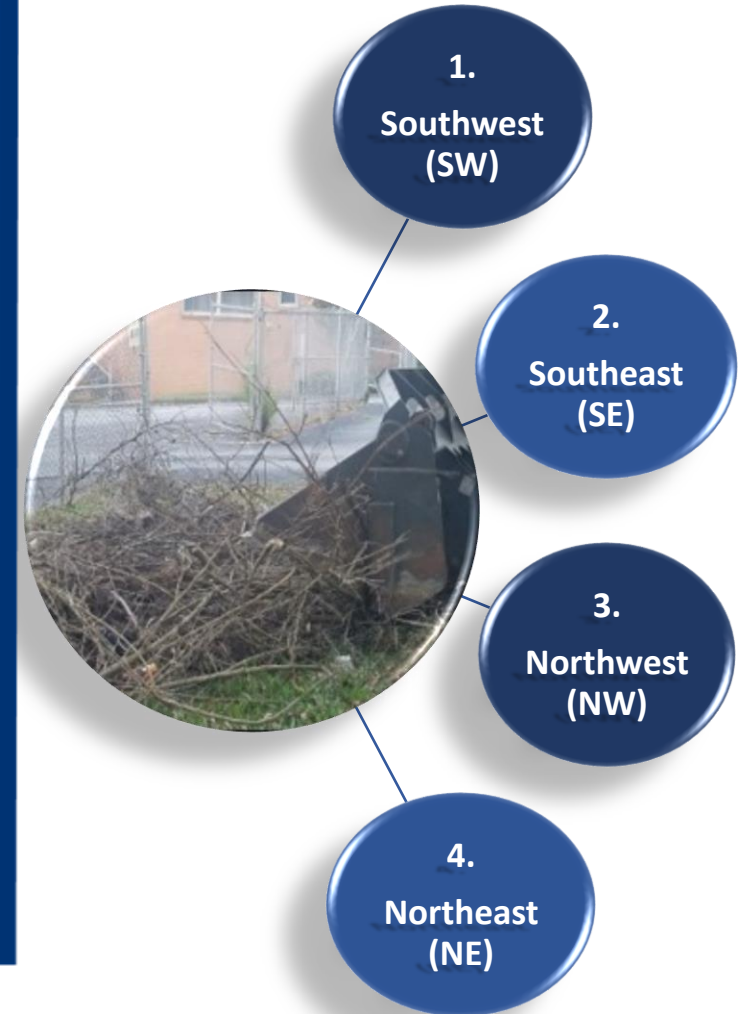 1.
Southwest
(SW)
2.
Southeast
(SE)
3.
Northwest
(NW)
4.
Northeast
(NE)